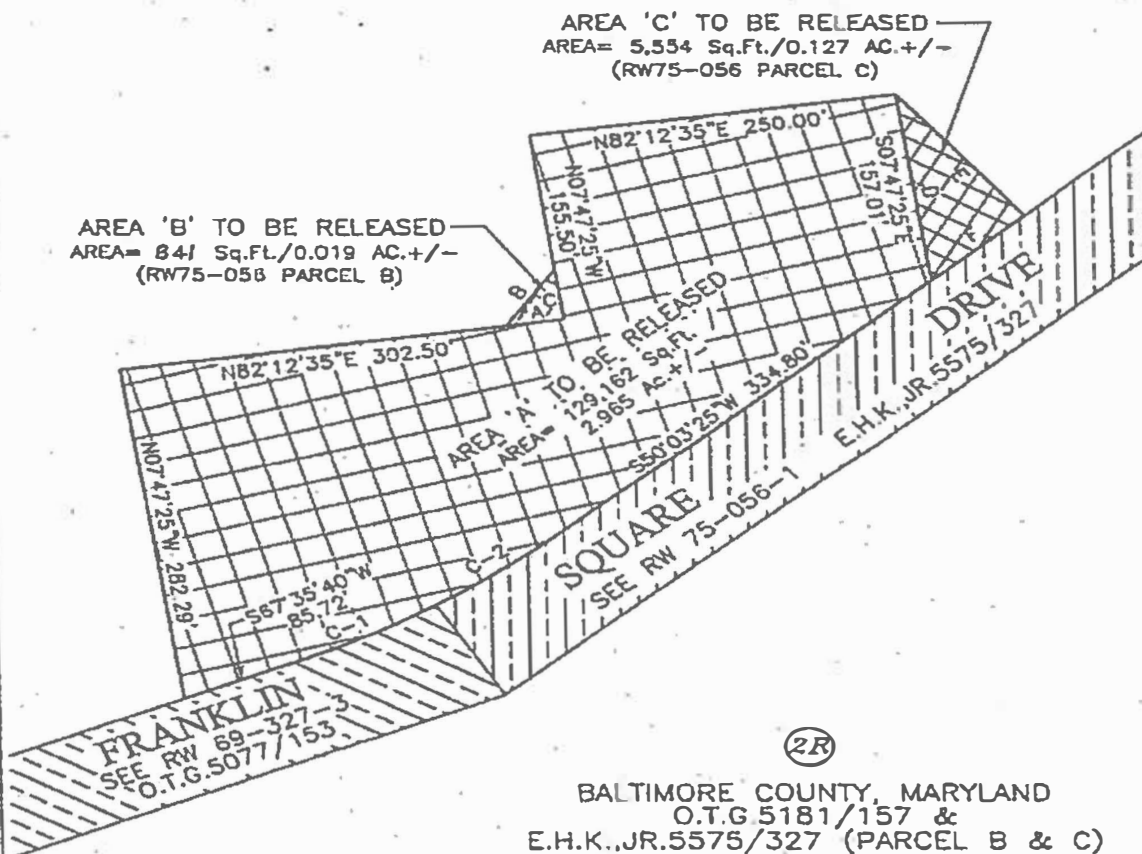 AREA 'C' TO BE RELEASED
AREA= 5,554 Sq.Ft./0.127 AC.+/-
(RW75-056 PARCEL C)
N82°12'35"E 250.00'
N07°47'25"W
155.50'
S07°47'25"E
157.01'
D
E
AREA 'B' TO BE RELEASED
AREA= 841 Sq.Ft./0.019 AC.+/-
(RW75-056 PARCEL B)
B
C
A
N82°12'35"E 302.50'
AREA 'A' TO BE RELEASED
AREA= 129,162 Sq.Ft.
2.965 Ac.+/-
S50°03'25"W 334.80'
N07°47'25"W 282.29'
S67°35'40"W
85.72'
C-1
C-2
FRANKLIN
SEE RW 69-327-3
O.T.G.5077/153
SQUARE
SEE RW 75-056-1
DRIVE
E.H.K.,JR.5575/327
2R
BALTIMORE COUNTY, MARYLAND
O.T.G.5181/157 &
E.H.K.,JR.5575/327 (PARCEL B & C)